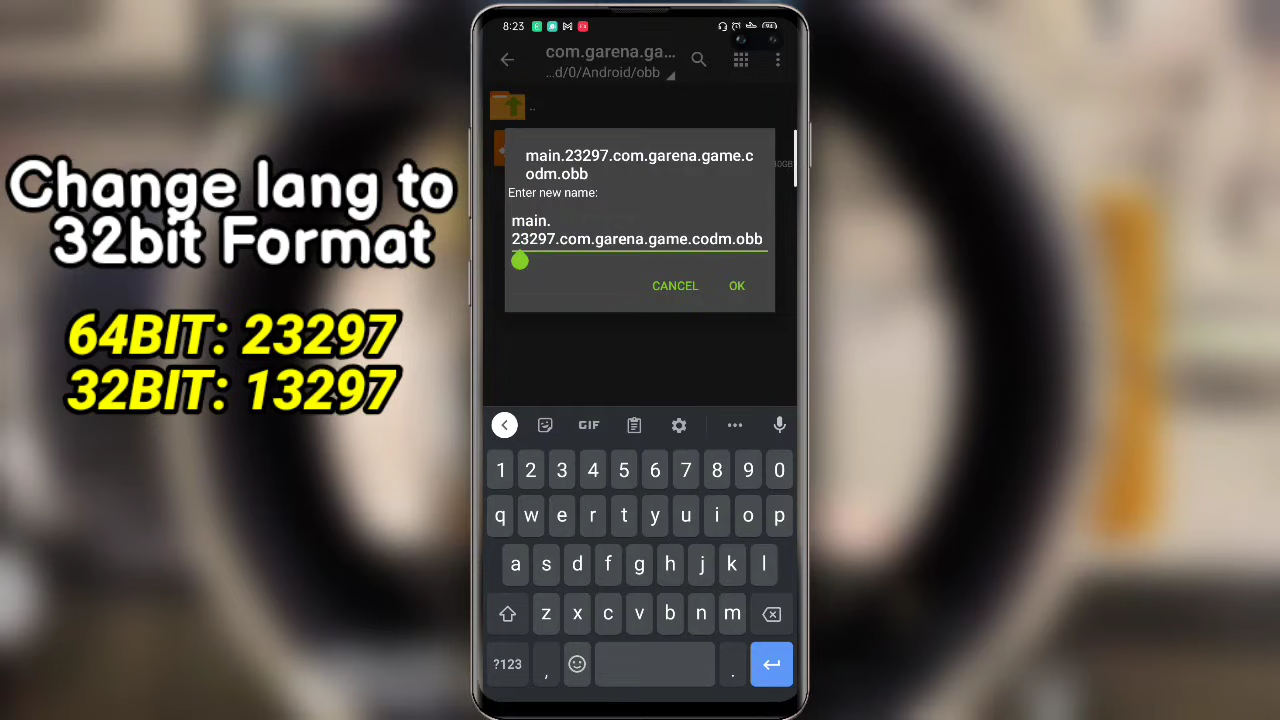 Change lang to
32bit Format
64BIT: 23297
32BIT: 13297
8:23
com.garena.ga...
...d/0/Android/obb
..
main.23297.com.garena.game.c
odm.obb
Enter new name:
main.
23297.com.garena.game.codm.obb
CANCEL OK
GIF
1 2 3 4 5 6 7 8 9 0
q w e r t y u i o p
a s d f g h j k l
z x c v b n m
?123 , .